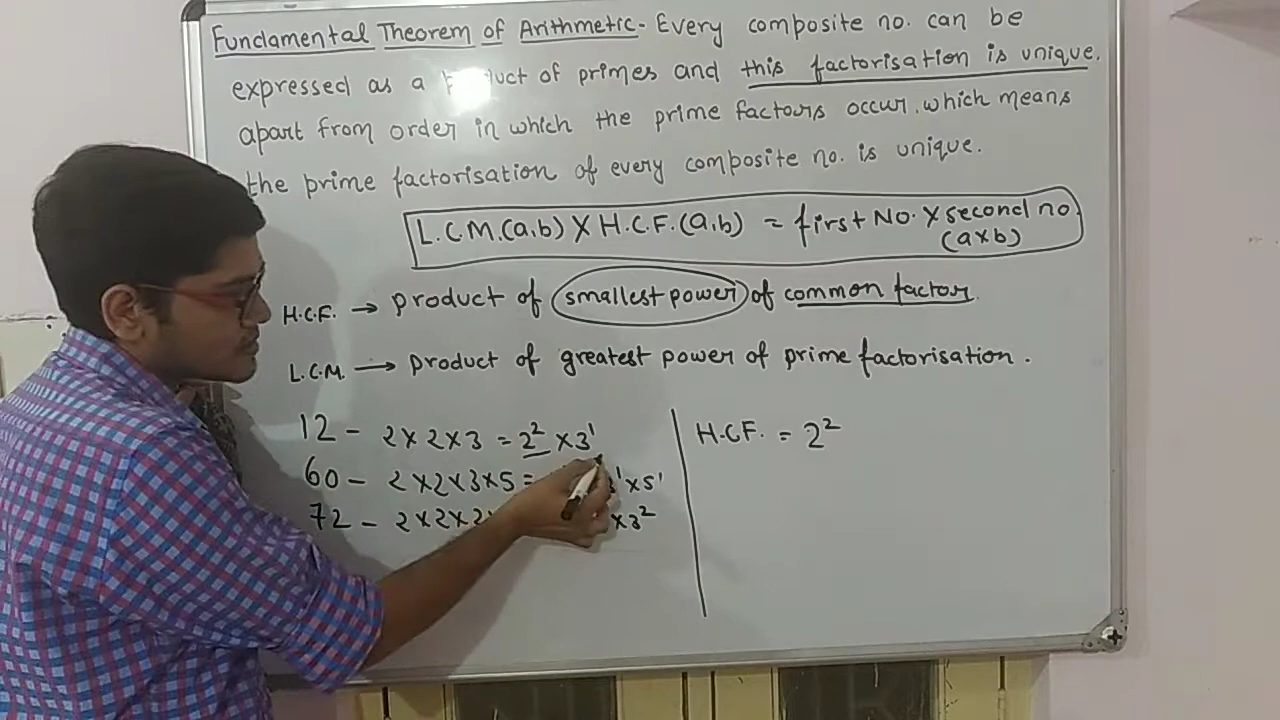 Fundamental Theorem of Arithmetic - Every composite no. can be
expressed as a product of primes and this factorisation is unique.
apart from order in which the prime factors occur. which means
the prime factorisation of every composite no. is unique.
L.C.M.(a,b) X H.C.F.(a,b) = first No. X second no.
(axb)
H.C.F. → product of smallest power of common factor.
L.C.M. → Product of greatest power of prime factorisation.
12 - 2×2×3 = 2² ×3¹
60 - 2×2×3×5= 3¹×5¹
72 - 2×2×2 ×3²
H.C.F. = 2²